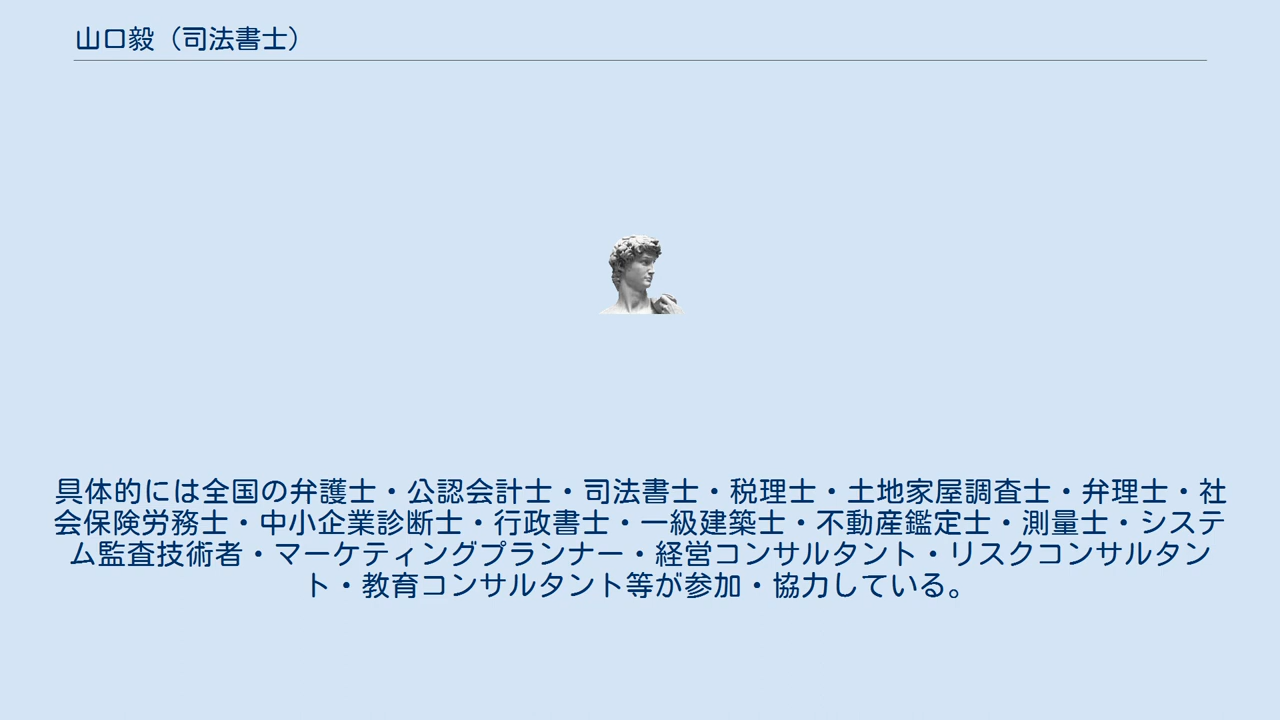 山口毅（司法書士）
具体的には全国の弁護士・公認会計士・司法書士・税理士・土地家屋調査士・弁理士・社
会保険労務士・中小企業診断士・行政書士・一級建築士・不動産鑑定士・測量士・システ
ム監査技術者・マーケティングプランナー・経営コンサルタント・リスクコンサルタン
ト・教育コンサルタント等が参加・協力している。